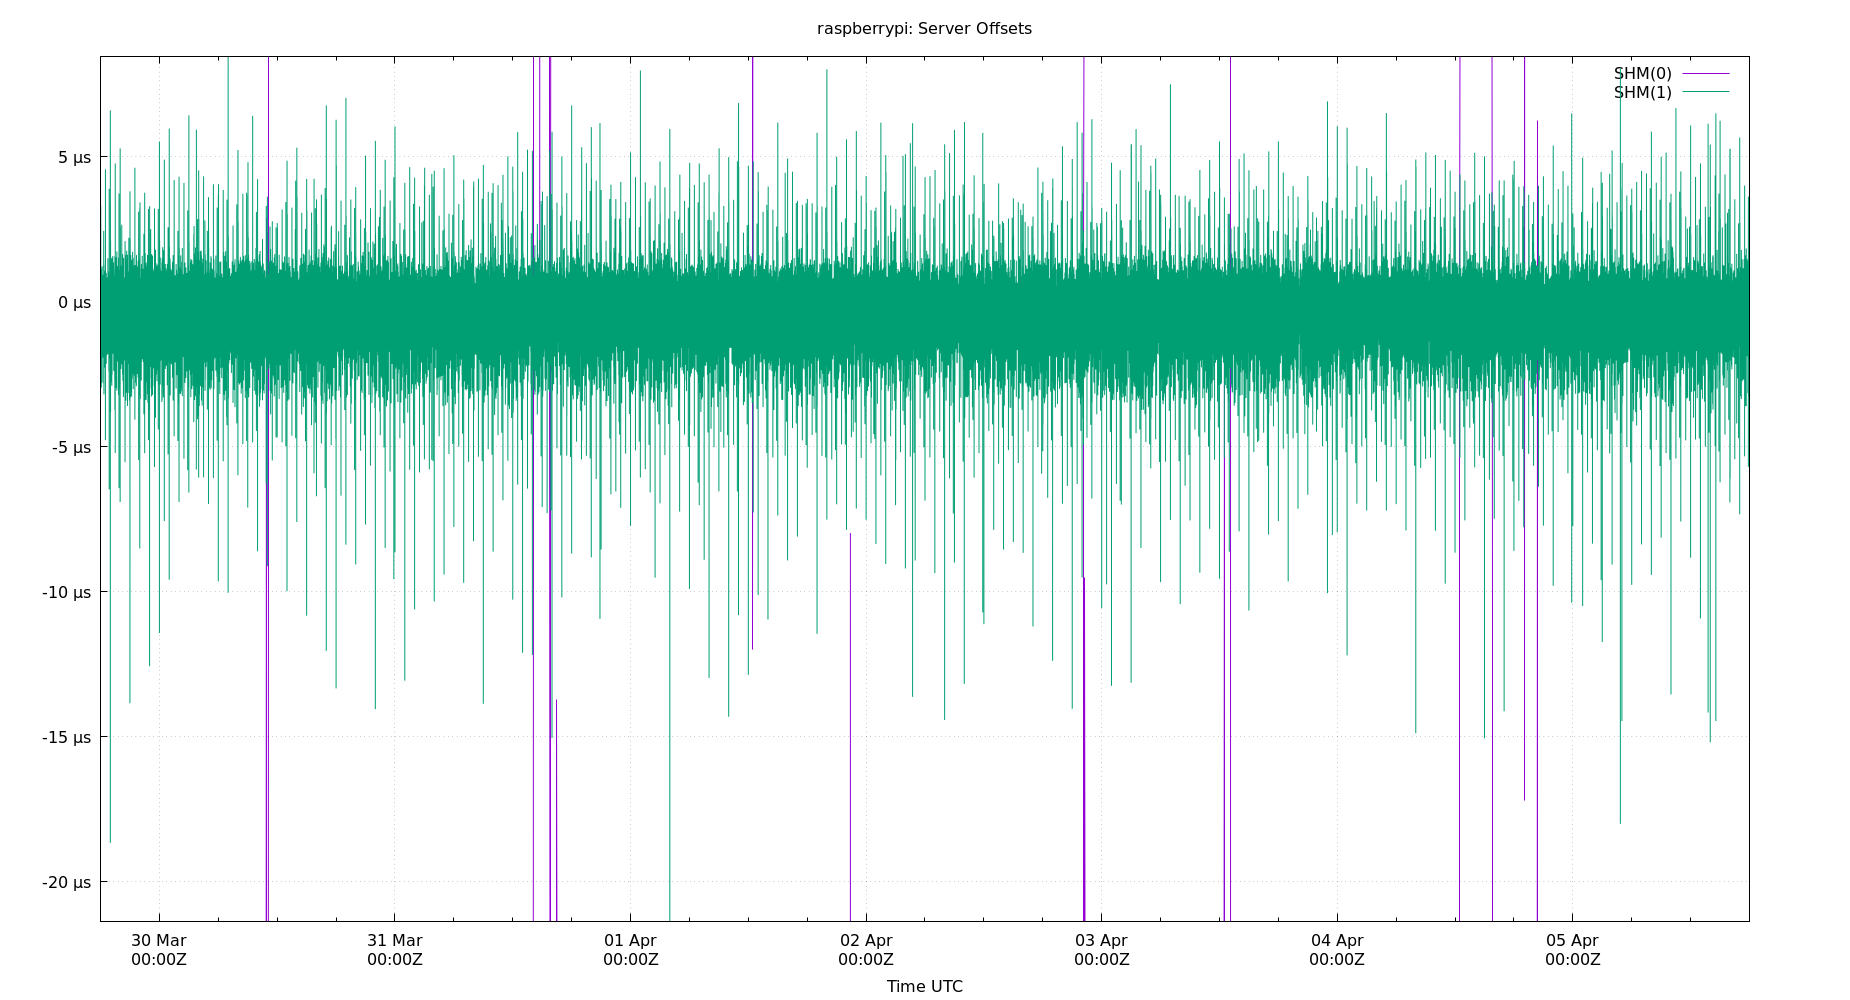 raspberrypi: Server Offsets
SHM(0)
SHM(1)
5 µs
0 µs
-5 µs
-10 µs
-15 µs
-20 µs
30 Mar
00:00Z
31 Mar
00:00Z
01 Apr
00:00Z
02 Apr
00:00Z
03 Apr
00:00Z
04 Apr
00:00Z
05 Apr
00:00Z
Time UTC